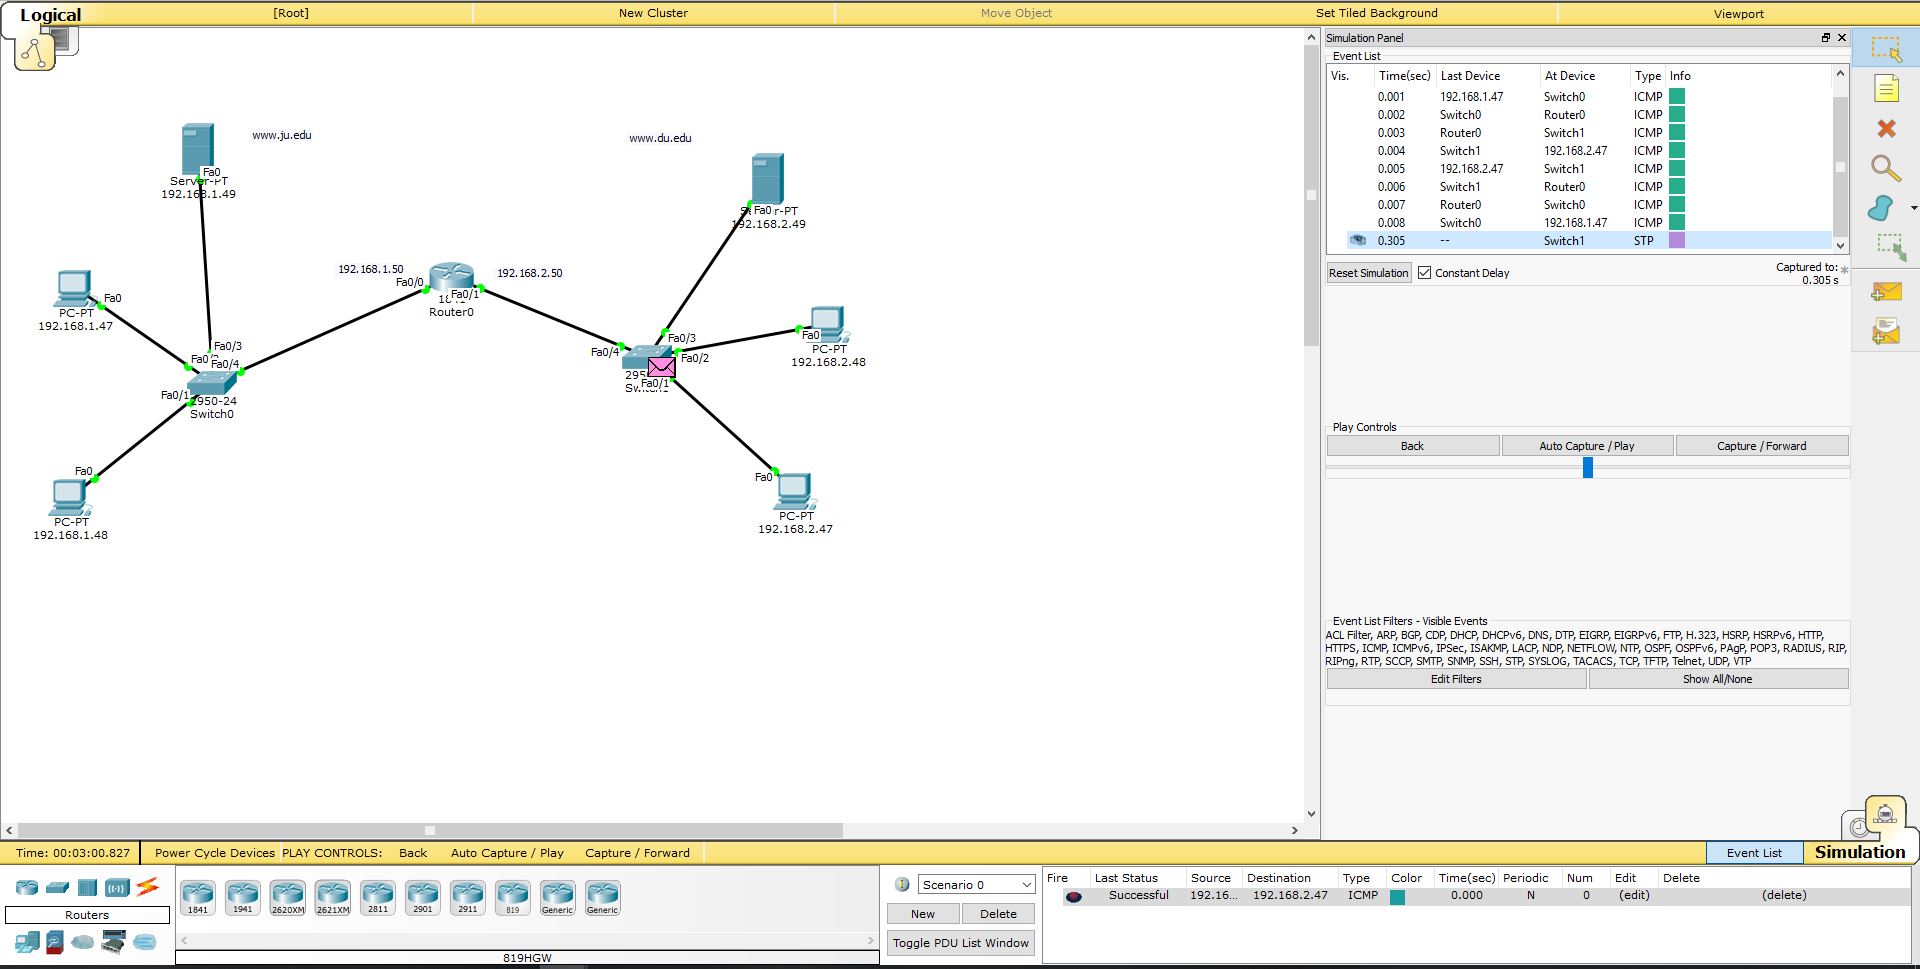 Logical [Root] New Cluster Move Object Set Tiled Background Viewport
www.ju.edu
Fa0
Server-PT
192.168.1.49
www.du.edu
Fa0
192.168.2.49
192.168.1.50
192.168.2.50
Fa0/0
Fa0/1
Router0
Fa0
PC-PT
192.168.1.47
Fa0/3
Fa0/4
Fa0/1
2950-24
Switch0
Fa0
PC-PT
192.168.1.48
Fa0/4
Fa0/3
Fa0/2
Fa0/1
Fa0
PC-PT
192.168.2.48
Fa0
PC-PT
192.168.2.47
Simulation Panel
Event List
Vis. Time(sec) Last Device At Device Type Info
0.001 192.168.1.47 Switch0 ICMP
0.002 Switch0 Router0 ICMP
0.003 Router0 Switch1 ICMP
0.004 Switch1 192.168.2.47 ICMP
0.005 192.168.2.47 Switch1 ICMP
0.006 Switch1 Router0 ICMP
0.007 Router0 Switch0 ICMP
0.008 Switch0 192.168.1.47 ICMP
0.305 -- Switch1 STP
Reset Simulation Constant Delay Captured to: *
0.305 s
Play Controls
Back Auto Capture / Play Capture / Forward
Event List Filters - Visible Events
ACL Filter, ARP, BGP, CDP, DHCP, DHCPv6, DNS, DTP, EIGRP, EIGRPv6, FTP, H.323, HSRP, HSRPv6, HTTP,
HTTPS, ICMP, ICMPv6, IPSec, ISAKMP, LACP, NDP, NETFLOW, NTP, OSPF, OSPFv6, PAgP, POP3, RADIUS, RIP,
RIPng, RTP, SCCP, SMTP, SNMP, SSH, STP, SYSLOG, TACACS, TCP, TFTP, Telnet, UDP, VTP
Edit Filters Show All/None
Time: 00:03:00.827 Power Cycle Devices PLAY CONTROLS: Back Auto Capture / Play Capture / Forward Event List Simulation
Routers
1841 1941 2620XM 2621XM 2811 2901 2911 819 Generic Generic
819HGW
Scenario 0
New Delete
Toggle PDU List Window
Fire Last Status Source Destination Type Color Time(sec) Periodic Num Edit Delete
Successful 192.16... 192.168.2.47 ICMP 0.000 N 0 (edit) (delete)